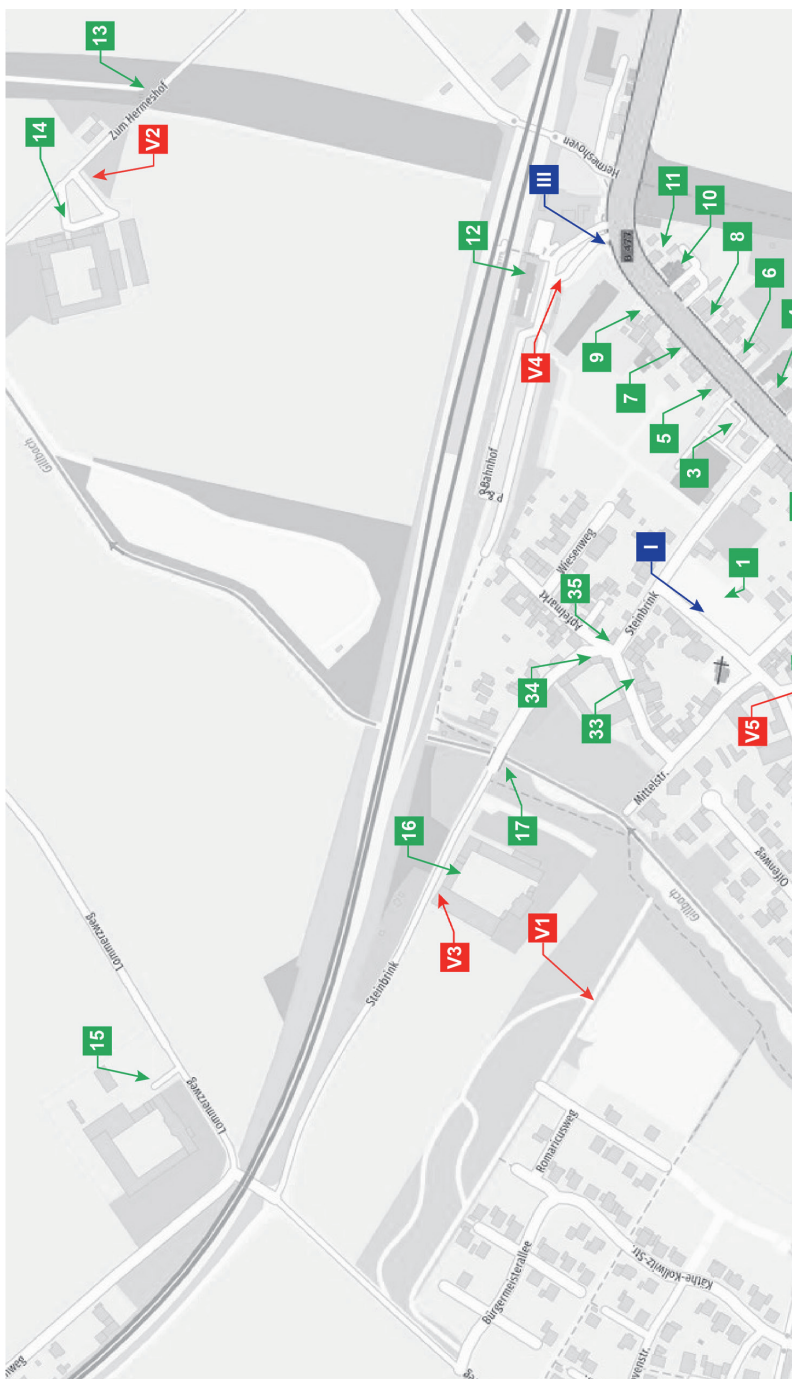 13
Zum Hermeshof
14
V2
Hermeshoven
III
11
10
8
6
B 477
12
V4
9
7
5
3
Gillbach
P & R
Bahnhof
Wiesenweg
Apfelmarkt
35
Steinbrink
I
1
34
33
V5
Mittelstr.
17
16
V3
Steinbrink
V1
Gillbach
Olfenweg
Lommerzweg
15
Lommerzweg
Romaricusweg
Bürgermeisterallee
Käthe-Kollwitz-Str.